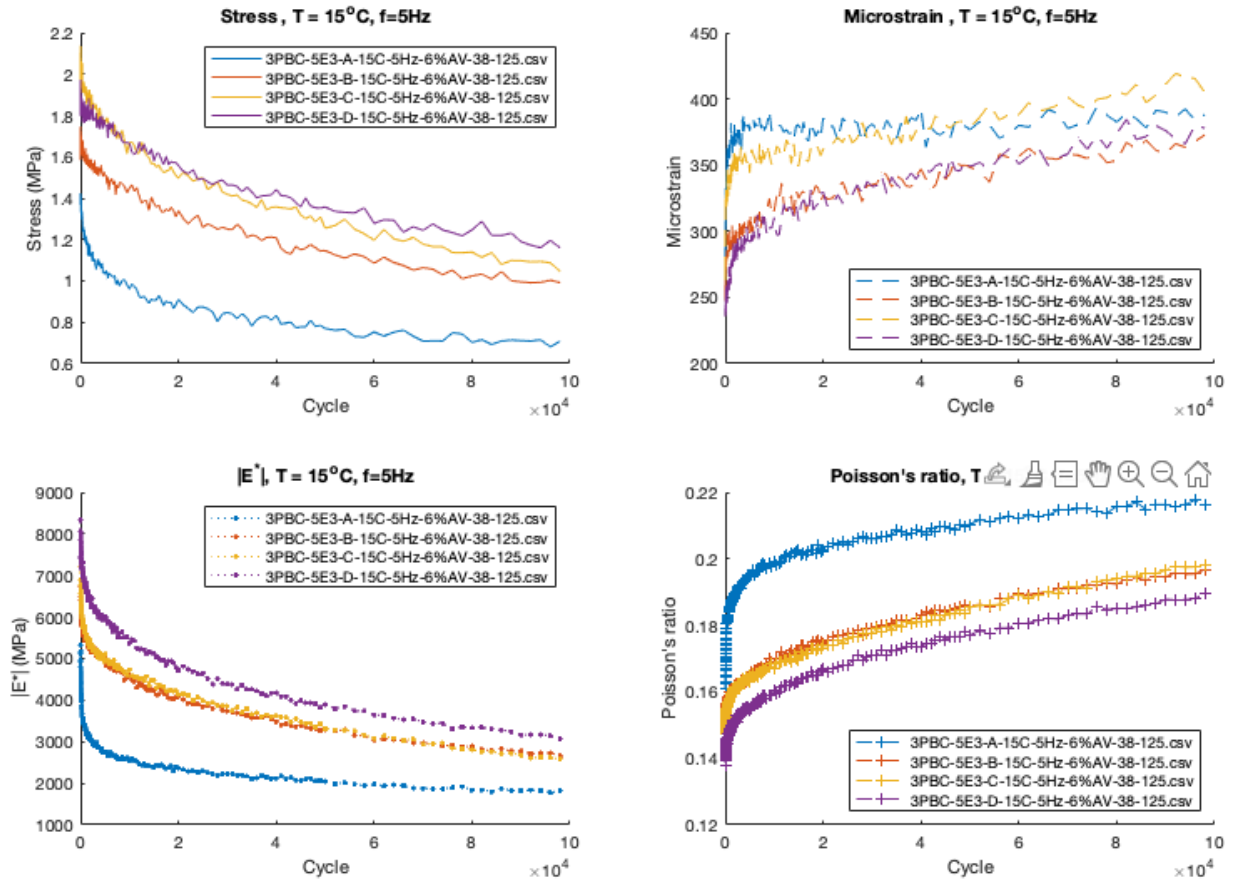 Stress , T = 15°C, f=5Hz
2.2
2
1.8
1.6
1.4
1.2
1
0.8
0.6
Stress (MPa)
3PBC-5E3-A-15C-5Hz-6%AV-38-125.csv
3PBC-5E3-B-15C-5Hz-6%AV-38-125.csv
3PBC-5E3-C-15C-5Hz-6%AV-38-125.csv
3PBC-5E3-D-15C-5Hz-6%AV-38-125.csv
0 2 4 6 8 10
Cycle
×10⁴
Microstrain , T = 15°C, f=5Hz
450
400
350
300
250
200
Microstrain
3PBC-5E3-A-15C-5Hz-6%AV-38-125.csv
3PBC-5E3-B-15C-5Hz-6%AV-38-125.csv
3PBC-5E3-C-15C-5Hz-6%AV-38-125.csv
3PBC-5E3-D-15C-5Hz-6%AV-38-125.csv
0 2 4 6 8 10
Cycle
×10⁴
|E*|, T = 15°C, f=5Hz
9000
8000
7000
6000
5000
4000
3000
2000
1000
|E*| (MPa)
3PBC-5E3-A-15C-5Hz-6%AV-38-125.csv
3PBC-5E3-B-15C-5Hz-6%AV-38-125.csv
3PBC-5E3-C-15C-5Hz-6%AV-38-125.csv
3PBC-5E3-D-15C-5Hz-6%AV-38-125.csv
0 2 4 6 8 10
Cycle
×10⁴
Poisson's ratio, T
0.22
0.2
0.18
0.16
0.14
0.12
Poisson's ratio
3PBC-5E3-A-15C-5Hz-6%AV-38-125.csv
3PBC-5E3-B-15C-5Hz-6%AV-38-125.csv
3PBC-5E3-C-15C-5Hz-6%AV-38-125.csv
3PBC-5E3-D-15C-5Hz-6%AV-38-125.csv
0 2 4 6 8 10
Cycle
×10⁴